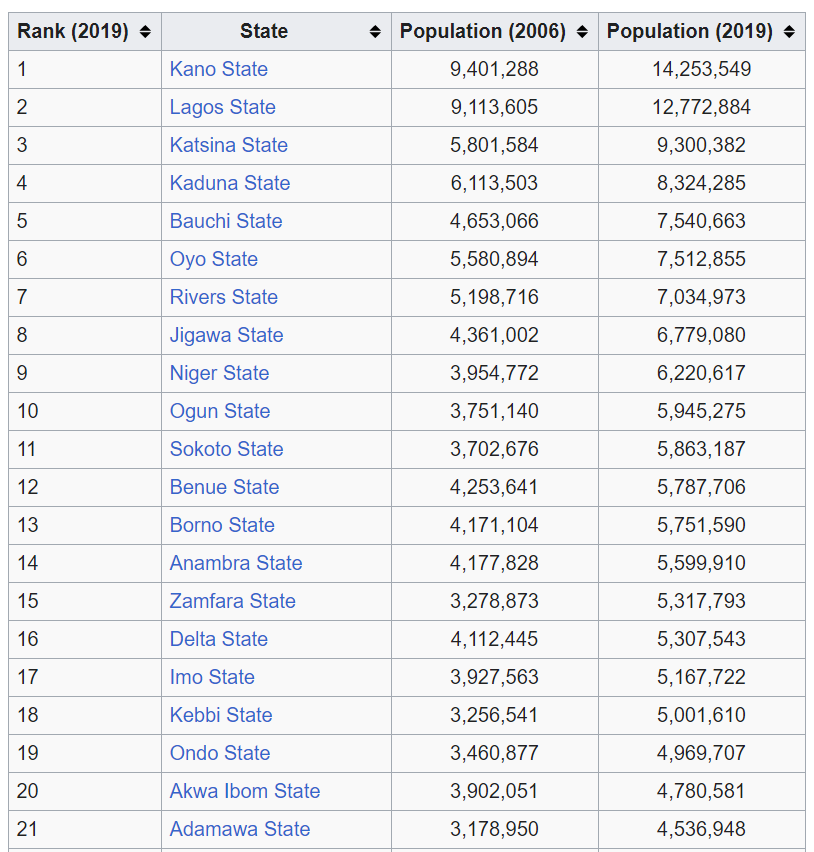 Rank (2019) State Population (2006) Population (2019)
1 Kano State 9,401,288 14,253,549
2 Lagos State 9,113,605 12,772,884
3 Katsina State 5,801,584 9,300,382
4 Kaduna State 6,113,503 8,324,285
5 Bauchi State 4,653,066 7,540,663
6 Oyo State 5,580,894 7,512,855
7 Rivers State 5,198,716 7,034,973
8 Jigawa State 4,361,002 6,779,080
9 Niger State 3,954,772 6,220,617
10 Ogun State 3,751,140 5,945,275
11 Sokoto State 3,702,676 5,863,187
12 Benue State 4,253,641 5,787,706
13 Borno State 4,171,104 5,751,590
14 Anambra State 4,177,828 5,599,910
15 Zamfara State 3,278,873 5,317,793
16 Delta State 4,112,445 5,307,543
17 Imo State 3,927,563 5,167,722
18 Kebbi State 3,256,541 5,001,610
19 Ondo State 3,460,877 4,969,707
20 Akwa Ibom State 3,902,051 4,780,581
21 Adamawa State 3,178,950 4,536,948